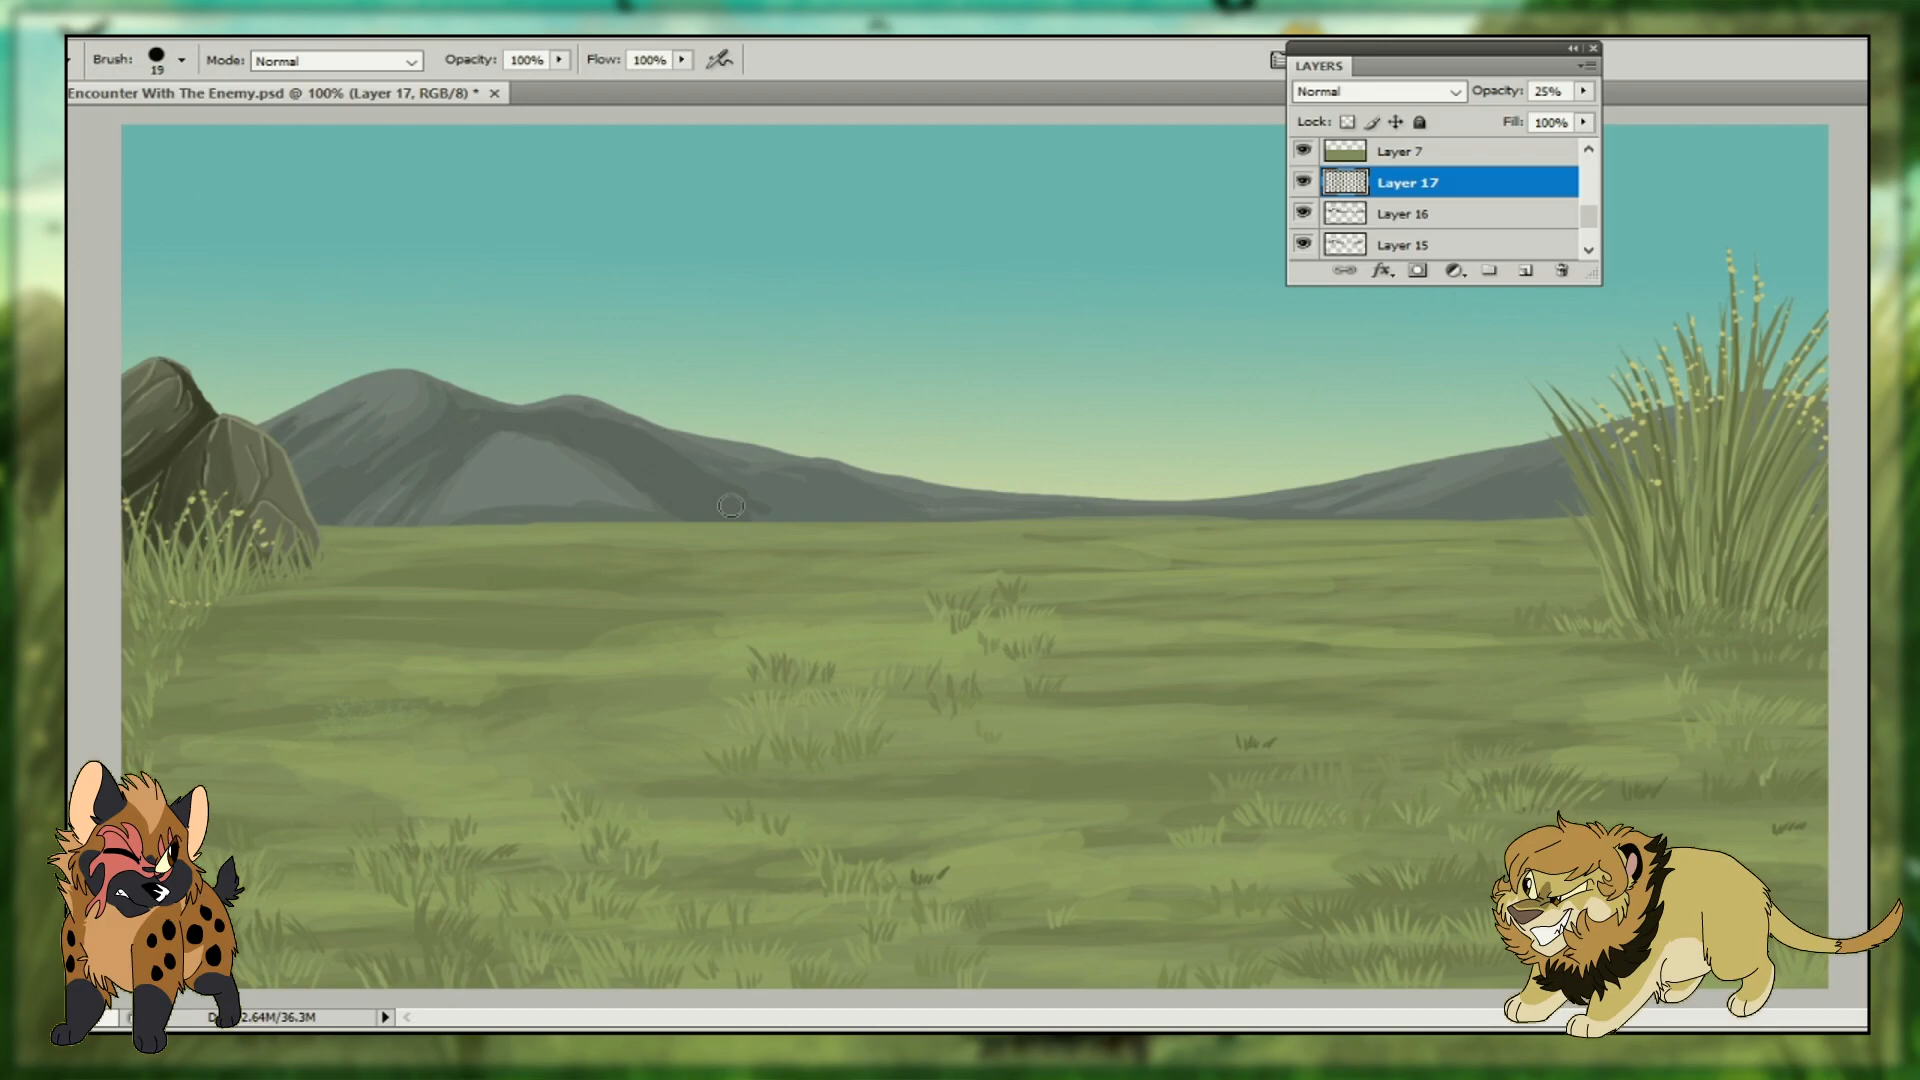 Brush: 19 Mode: Normal Opacity: 100% Flow: 100%
Encounter With The Enemy.psd @ 100% (Layer 17, RGB/8) *
LAYERS
Normal Opacity: 25%
Lock: Fill: 100%
Layer 7
Layer 17
Layer 16
Layer 15
fx
2.64M/36.3M